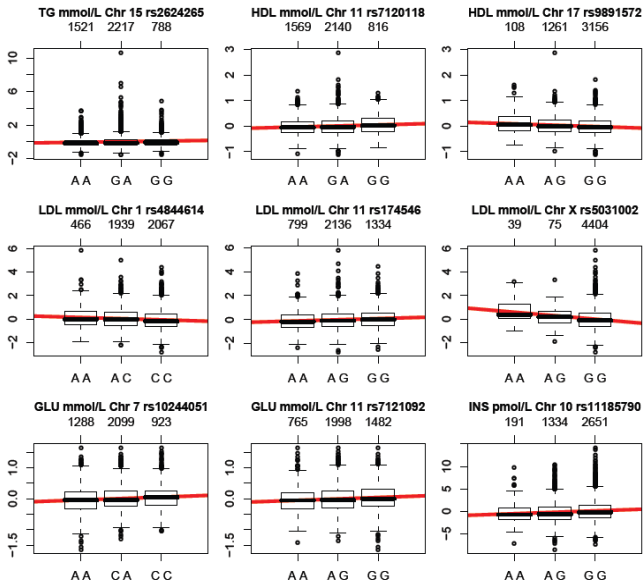 TG mmol/L Chr 15 rs2624265
1521 2217 788
10
6
2
−2
A A G A G G
HDL mmol/L Chr 11 rs7120118
1569 2140 816
3
2
1
0
−1
A A G A G G
HDL mmol/L Chr 17 rs9891572
108 1261 3156
3
2
1
0
−1
A A A G G G
LDL mmol/L Chr 1 rs4844614
466 1939 2067
6
4
2
0
−2
A A A C C C
LDL mmol/L Chr 11 rs174546
799 2136 1334
6
4
2
0
−2
A A A G G G
LDL mmol/L Chr X rs5031002
39 75 4404
6
4
2
0
−2
A A A G G G
GLU mmol/L Chr 7 rs10244051
1288 2099 923
1.0
0.0
−1.5
A A C A C C
GLU mmol/L Chr 11 rs7121092
765 1998 1482
1.0
0.0
−1.5
A A A G G G
INS pmol/L Chr 10 rs11185790
191 1334 2651
10
5
0
−5
A A A G G G